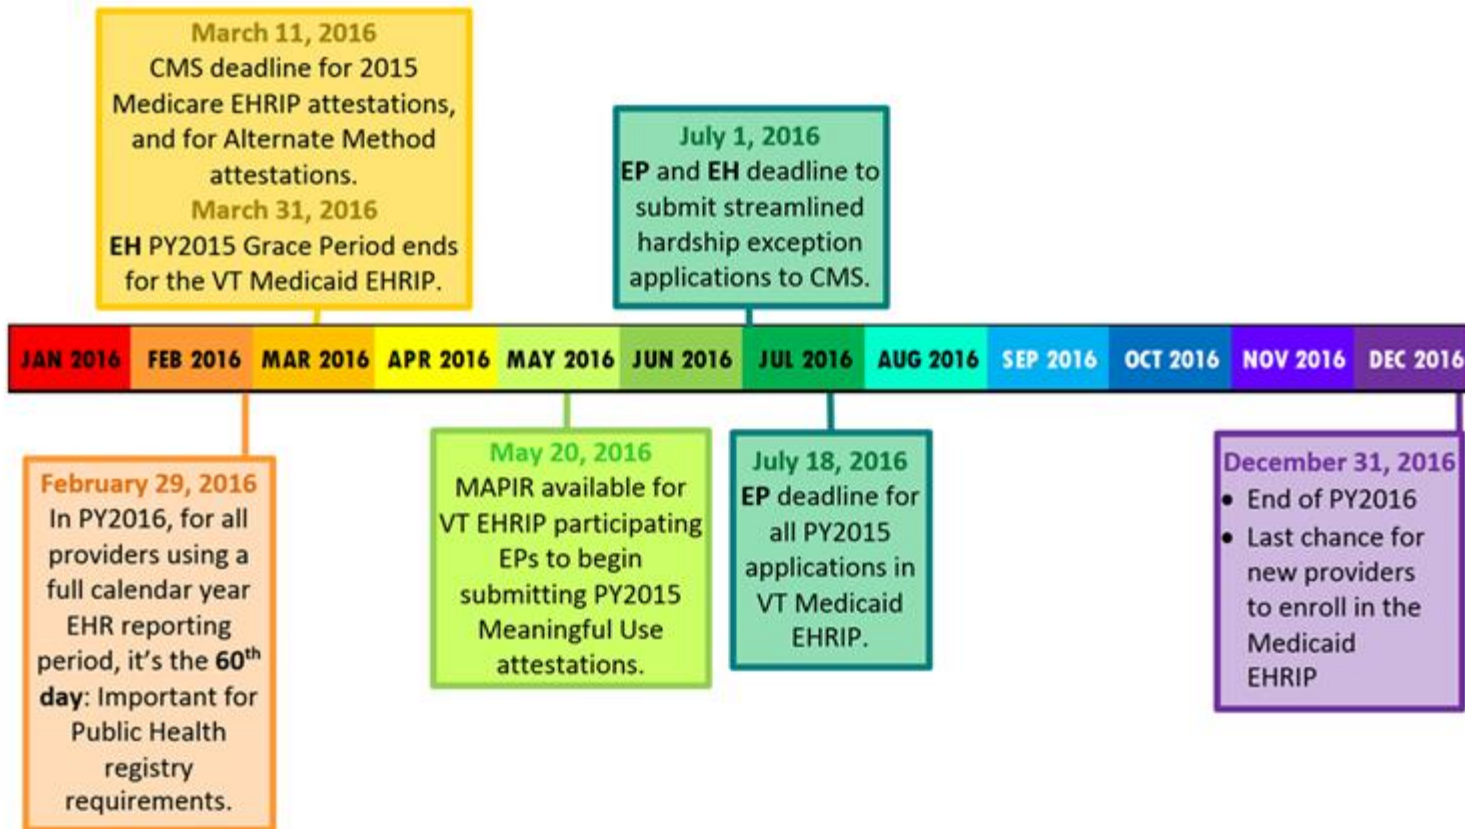 March 11, 2016
CMS deadline for 2015
Medicare EHRIP attestations,
and for Alternate Method
attestations.
March 31, 2016
EH PY2015 Grace Period ends
for the VT Medicaid EHRIP.
July 1, 2016
EP and EH deadline to
submit streamlined
hardship exception
applications to CMS.
JAN 2016 FEB 2016 MAR 2016 APR 2016 MAY 2016 JUN 2016 JUL 2016 AUG 2016 SEP 2016 OCT 2016 NOV 2016 DEC 2016
February 29, 2016
In PY2016, for all
providers using a
full calendar year
EHR reporting
period, it’s the 60th
day: Important for
Public Health
registry
requirements.
May 20, 2016
MAPIR available for
VT EHRIP participating
EPs to begin
submitting PY2015
Meaningful Use
attestations.
July 18, 2016
EP deadline for
all PY2015
applications in
VT Medicaid
EHRIP.
December 31, 2016
• End of PY2016
• Last chance for
new providers
to enroll in the
Medicaid
EHRIP